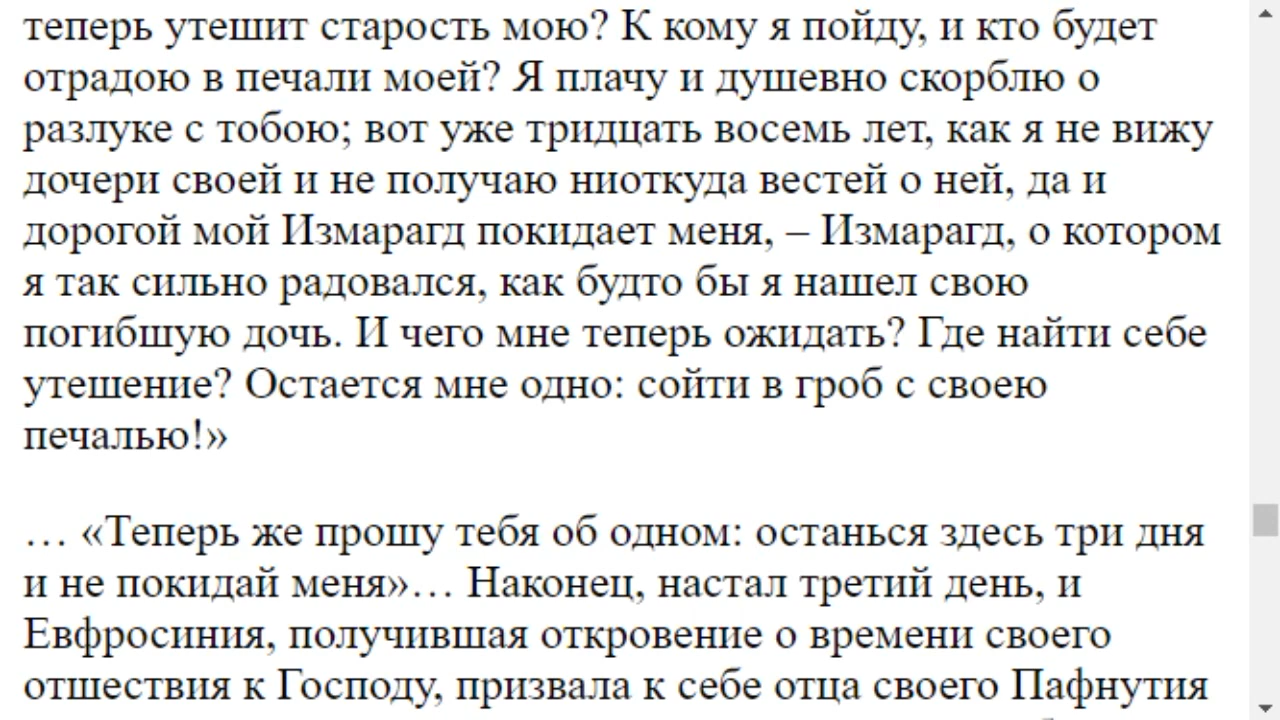 теперь утешит старость мою? К кому я пойду, и кто будет
отрадою в печали моей? Я плачу и душевно скорблю о
разлуке с тобою; вот уже тридцать восемь лет, как я не вижу
дочери своей и не получаю ниоткуда вестей о ней, да и
дорогой мой Измарагд покидает меня, – Измарагд, о котором
я так сильно радовался, как будто бы я нашел свою
погибшую дочь. И чего мне теперь ожидать? Где найти себе
утешение? Остается мне одно: сойти в гроб с своею
печалью!»
… «Теперь же прошу тебя об одном: останься здесь три дня
и не покидай меня»… Наконец, настал третий день, и
Евфросиния, получившая откровение о времени своего
отшествия к Господу, призвала к себе отца своего Пафнутия